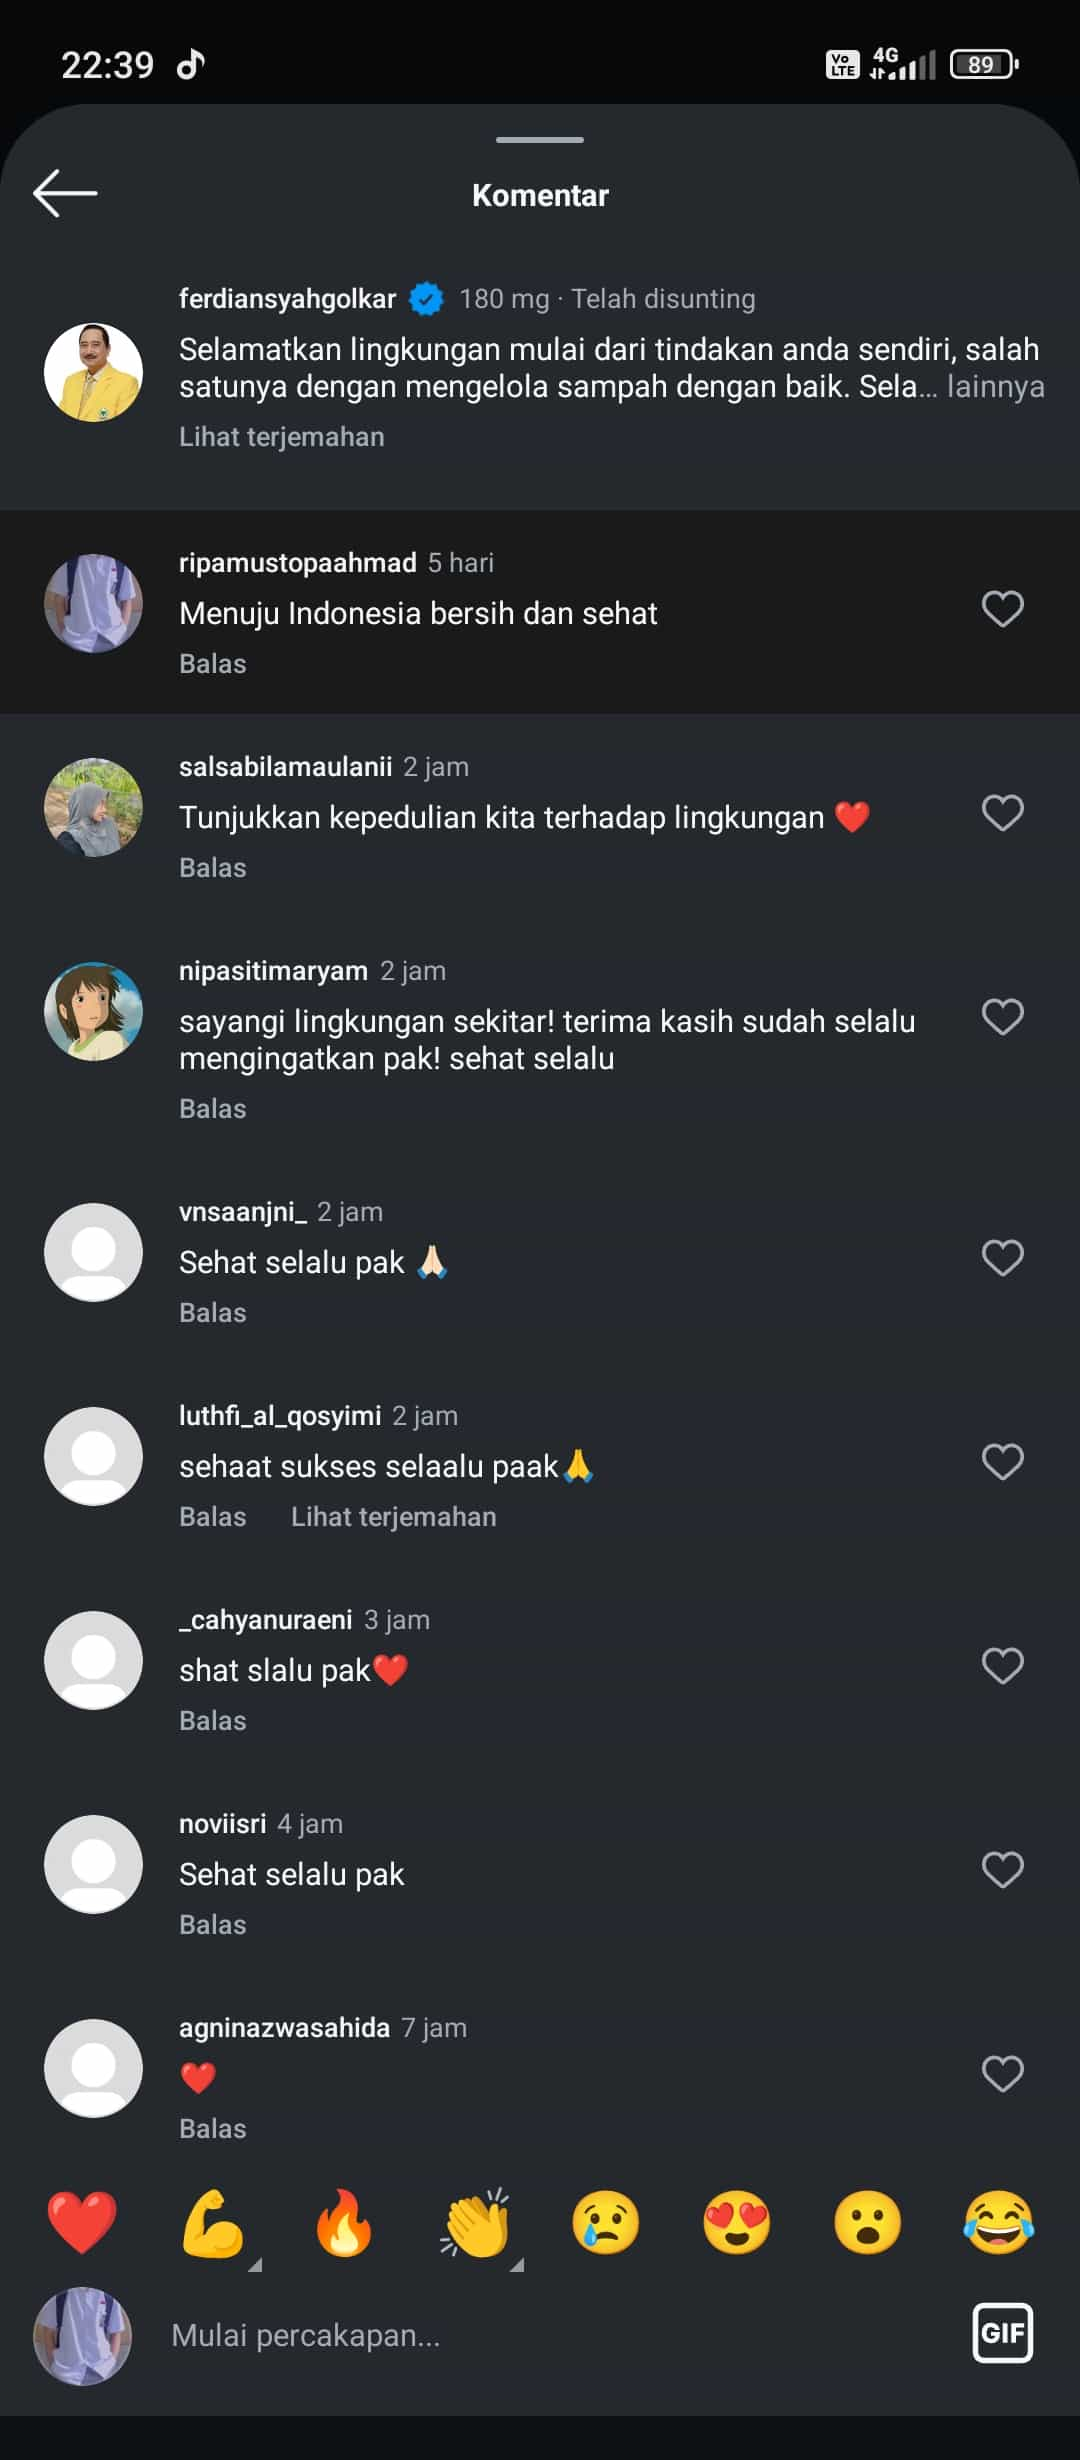 22:39
Vo LTE 4G 89
Komentar
ferdiansyahgolkar 180 mg · Telah disunting
Selamatkan lingkungan mulai dari tindakan anda sendiri, salah
satunya dengan mengelola sampah dengan baik. Sela... lainnya
Lihat terjemahan
ripamustopaahmad 5 hari
Menuju Indonesia bersih dan sehat
Balas
salsabilamaulanii 2 jam
Tunjukkan kepedulian kita terhadap lingkungan ❤️
Balas
nipasitimaryam 2 jam
sayangi lingkungan sekitar! terima kasih sudah selalu
mengingatkan pak! sehat selalu
Balas
vnsaanjni_ 2 jam
Sehat selalu pak 🙏🏻
Balas
luthfi_al_qosyimi 2 jam
sehaat sukses selaalu paak🙏
Balas Lihat terjemahan
_cahyanuraeni 3 jam
shat slalu pak❤️
Balas
noviisri 4 jam
Sehat selalu pak
Balas
agninazwasahida 7 jam
❤️
Balas
Mulai percakapan...
GIF